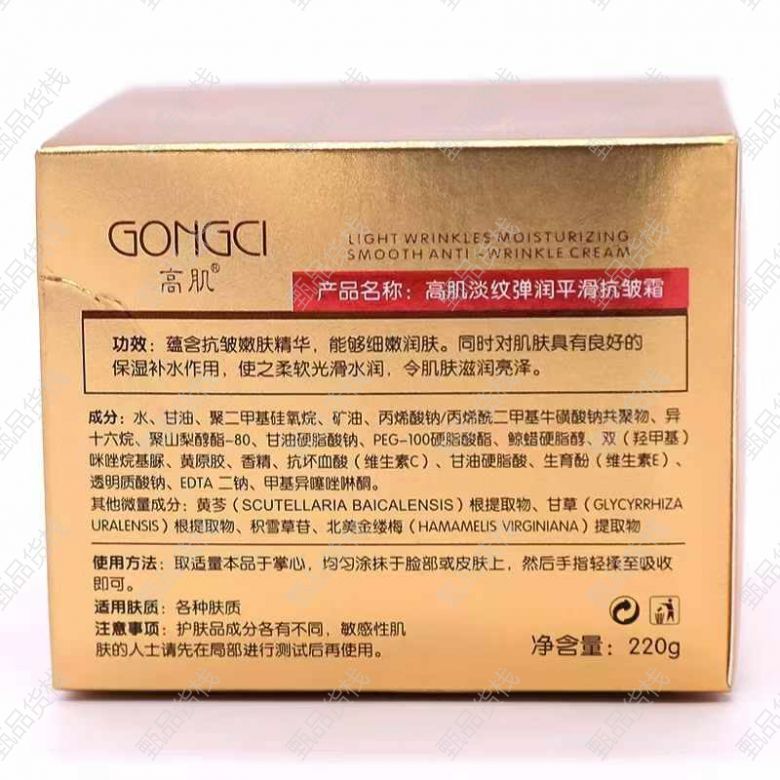 GONGCI
高肌®
LIGHT WRINKLES MOISTURIZING
SMOOTH ANTI-WRINKLE CREAM
产品名称：高肌淡纹弹润平滑抗皱霜
功效：蕴含抗皱嫩肤精华，能够细嫩润肤。同时对肌肤具有良好的
保湿补水作用，使之柔软光滑水润，令肌肤滋润亮泽。
成分：水、甘油、聚二甲基硅氧烷、矿油、丙烯酸钠/丙烯酰二甲基牛磺酸钠共聚物、异
十六烷、聚山梨醇酯-80、甘油硬脂酸钠、PEG-100硬脂酸酯、鲸蜡硬脂醇、双（羟甲基）
咪唑烷基脲、黄原胶、香精、抗坏血酸（维生素C）、甘油硬脂酸、生育酚（维生素E）、
透明质酸钠、EDTA 二钠、甲基异噻唑啉酮。
其他微量成分：黄芩（SCUTELLARIA BAICALENSIS）根提取物、甘草（GLYCYRRHIZA
URALENSIS）根提取物、积雪草苷、北美金缕梅（HAMAMELIS VIRGINIANA）提取物
使用方法：取适量本品于掌心，均匀涂抹于脸部或皮肤上，然后手指轻揉至吸收
即可。
适用肤质：各种肤质
注意事项：护肤品成分各有不同，敏感性肌
肤的人士请先在局部进行测试后再使用。
净含量：220g
甄品货栈